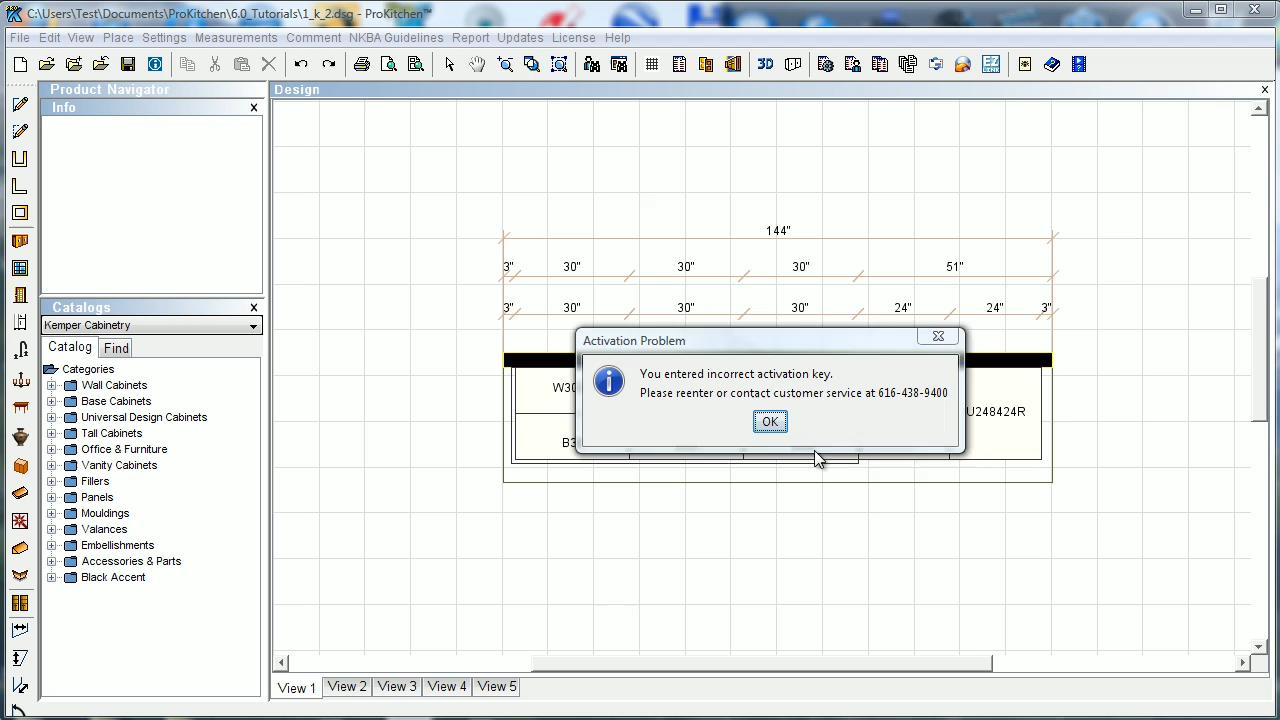 C:\Users\Test\Documents\ProKitchen\6.0_Tutorials\1_k_2.dsg - ProKitchen™
File Edit View Place Settings Measurements Comment NKBA Guidelines Report Updates License Help
3D
EZ
Product Navigator
Info
Catalogs
Kemper Cabinetry
Catalog Find
Categories
Wall Cabinets
Base Cabinets
Universal Design Cabinets
Tall Cabinets
Office & Furniture
Vanity Cabinets
Fillers
Panels
Mouldings
Valances
Embellishments
Accessories & Parts
Black Accent
Design
144"
3" 30" 30" 30" 51"
3" 30" 30" 30" 24" 24" 3"
Activation Problem
You entered incorrect activation key.
Please reenter or contact customer service at 616-438-9400
OK
U248424R
View 1 View 2 View 3 View 4 View 5